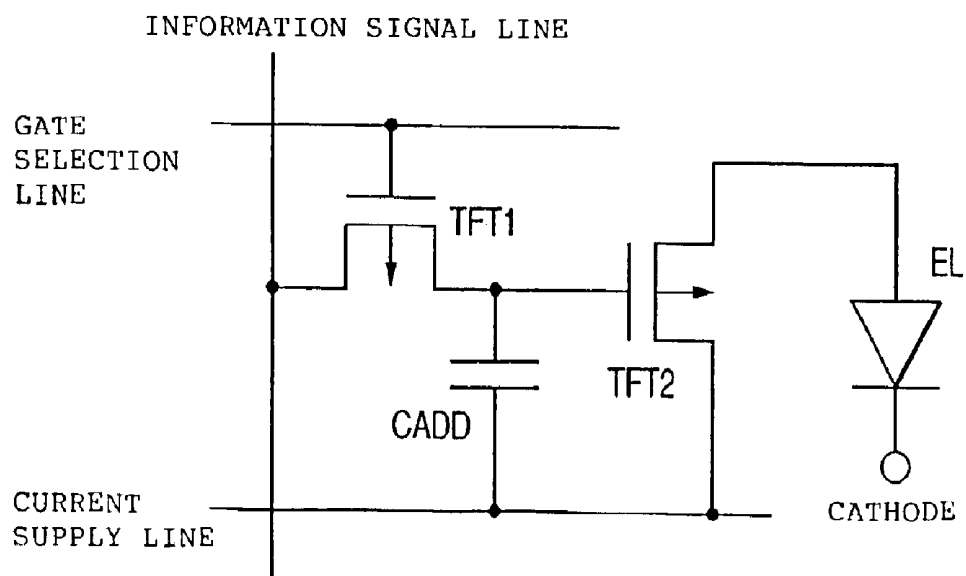 INFORMATION SIGNAL LINE
GATE
SELECTION
LINE
TFT1
EL
TFT2
CADD
CURRENT
SUPPLY LINE
CATHODE